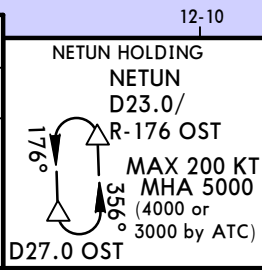 12-10
NETUN HOLDING
NETUN
D23.0/
R-176 OST
176°
356°
MAX 200 KT
MHA 5000
(4000 or
3000 by ATC)
D27.0 OST